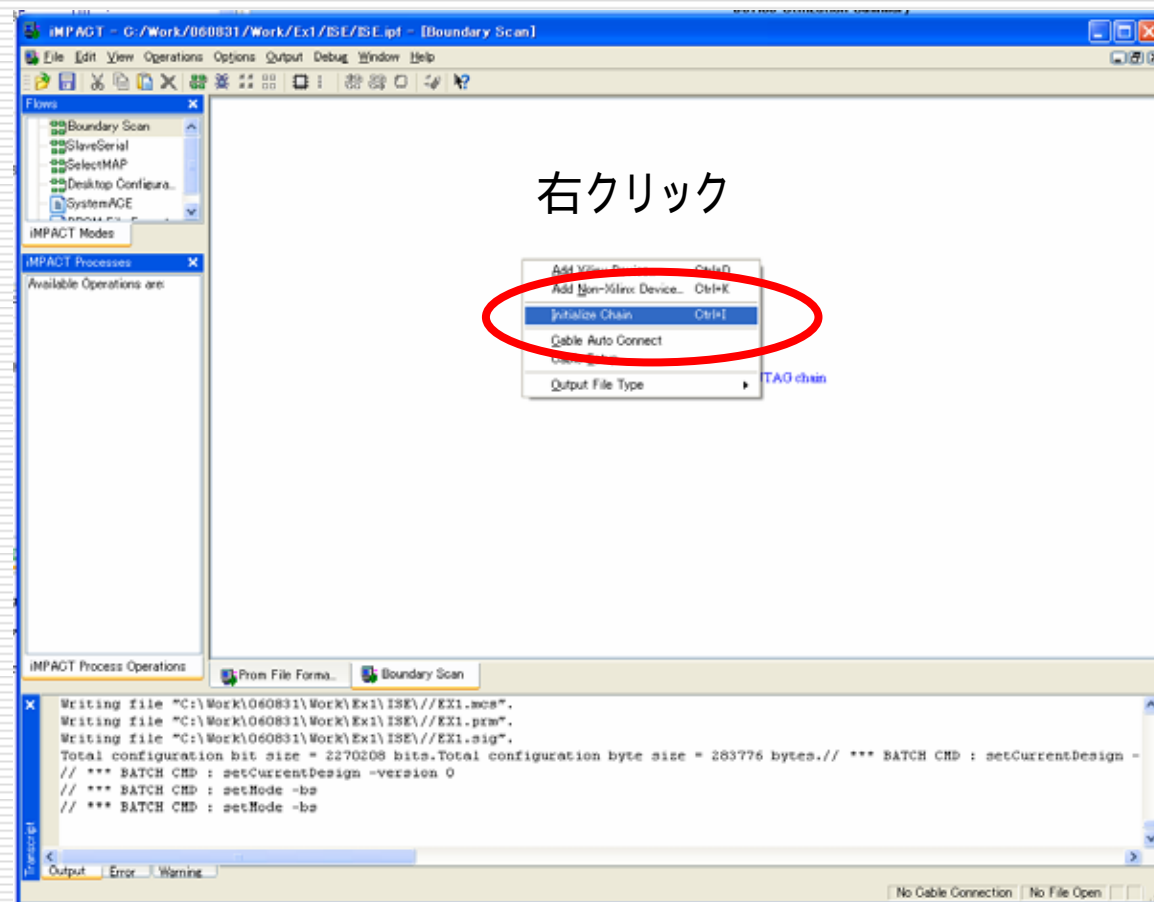 iMPACT - C:/Work/060831/Work/Ex1/ISE/ISE.ipf - [Boundary Scan]
File Edit View Operations Options Output Debug Window Help
Flows
Boundary Scan
SlaveSerial
SelectMAP
Desktop Configura..
SystemACE
iMPACT Modes
iMPACT Processes
Available Operations are:
iMPACT Process Operations
右クリック
Add Xilinx Device... Ctrl+D
Add Non-Xilinx Device... Ctrl+K
Initialize Chain Ctrl+I
Cable Auto Connect
Output File Type
JTAG chain
Prom File Forma..
Boundary Scan
Writing file "C:\Work\060831\Work\Ex1\ISE\//EX1.mcs".
Writing file "C:\Work\060831\Work\Ex1\ISE\//EX1.prm".
Writing file "C:\Work\060831\Work\Ex1\ISE\//EX1.sig".
Total configuration bit size = 2270208 bits.Total configuration byte size = 283776 bytes.// *** BATCH CMD : setCurrentDesign -
// *** BATCH CMD : setCurrentDesign -version 0
// *** BATCH CMD : setMode -bs
// *** BATCH CMD : setMode -bs
Transcript
Output Error Warning
No Cable Connection No File Open